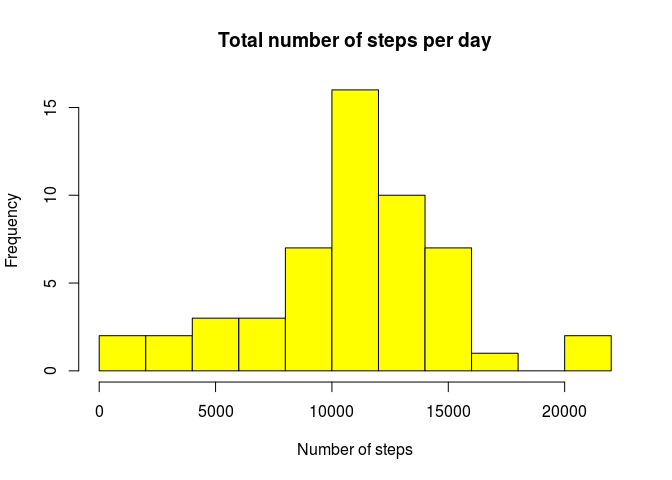 Total number of steps per day
Frequency
15
10
5
0
0 5000 10000 15000 20000
Number of steps